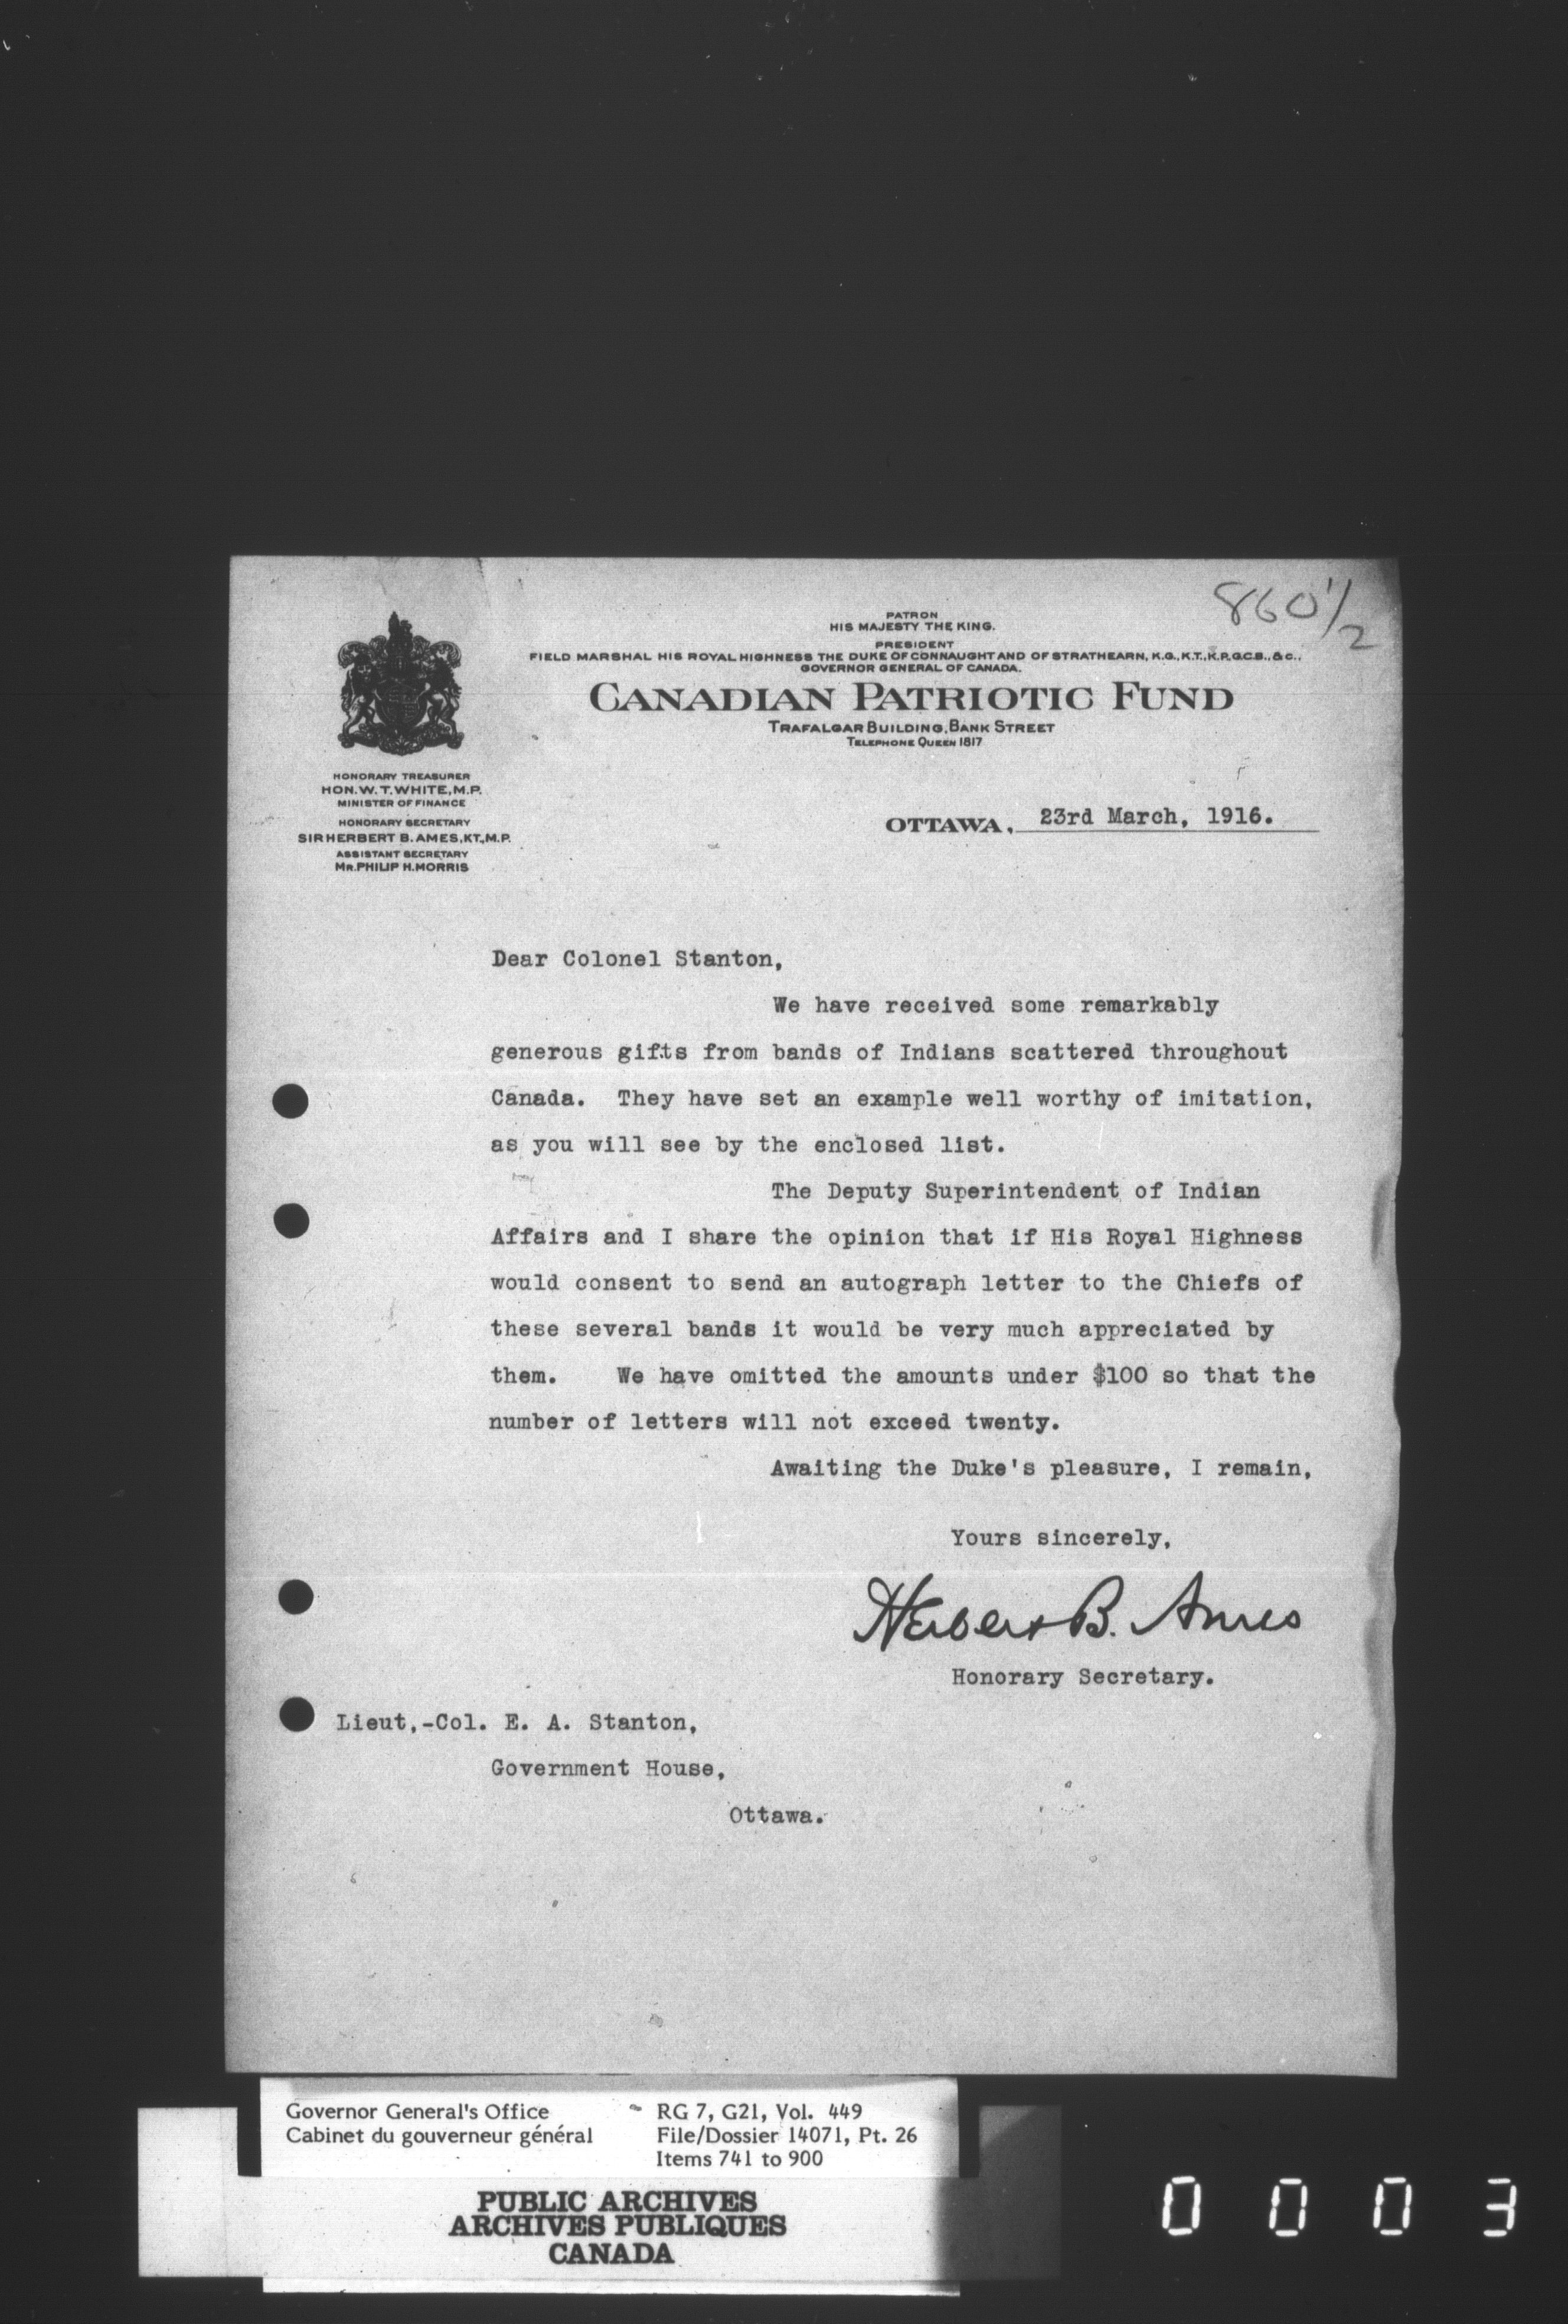 860 1/2
PATRON
HIS MAJESTY THE KING.
PRESIDENT
FIELD MARSHAL HIS ROYAL HIGHNESS THE DUKE OF CONNAUGHT AND OF STRATHEARN, K.G., K.T., K.P., G.C.B., &C.,
GOVERNOR GENERAL OF CANADA.
CANADIAN PATRIOTIC FUND
TRAFALGAR BUILDING, BANK STREET
TELEPHONE QUEEN 1817
HONORARY TREASURER
HON. W. T. WHITE, M.P.
MINISTER OF FINANCE
HONORARY SECRETARY
SIR HERBERT B. AMES, KT., M.P.
ASSISTANT SECRETARY
MR. PHILIP H. MORRIS
OTTAWA, 23rd March, 1916.
Dear Colonel Stanton,
We have received some remarkably
generous gifts from bands of Indians scattered throughout
Canada. They have set an example well worthy of imitation,
as you will see by the enclosed list.
The Deputy Superintendent of Indian
Affairs and I share the opinion that if His Royal Highness
would consent to send an autograph letter to the Chiefs of
these several bands it would be very much appreciated by
them. We have omitted the amounts under $100 so that the
number of letters will not exceed twenty.
Awaiting the Duke's pleasure, I remain,
Yours sincerely,
Herbert B. Ames
Honorary Secretary.
Lieut.-Col. E. A. Stanton,
Government House,
Ottawa.
Governor General's Office
Cabinet du gouverneur général
RG 7, G21, Vol. 449
File/Dossier 14071, Pt. 26
Items 741 to 900
PUBLIC ARCHIVES
ARCHIVES PUBLIQUES
CANADA
0 0 0 3